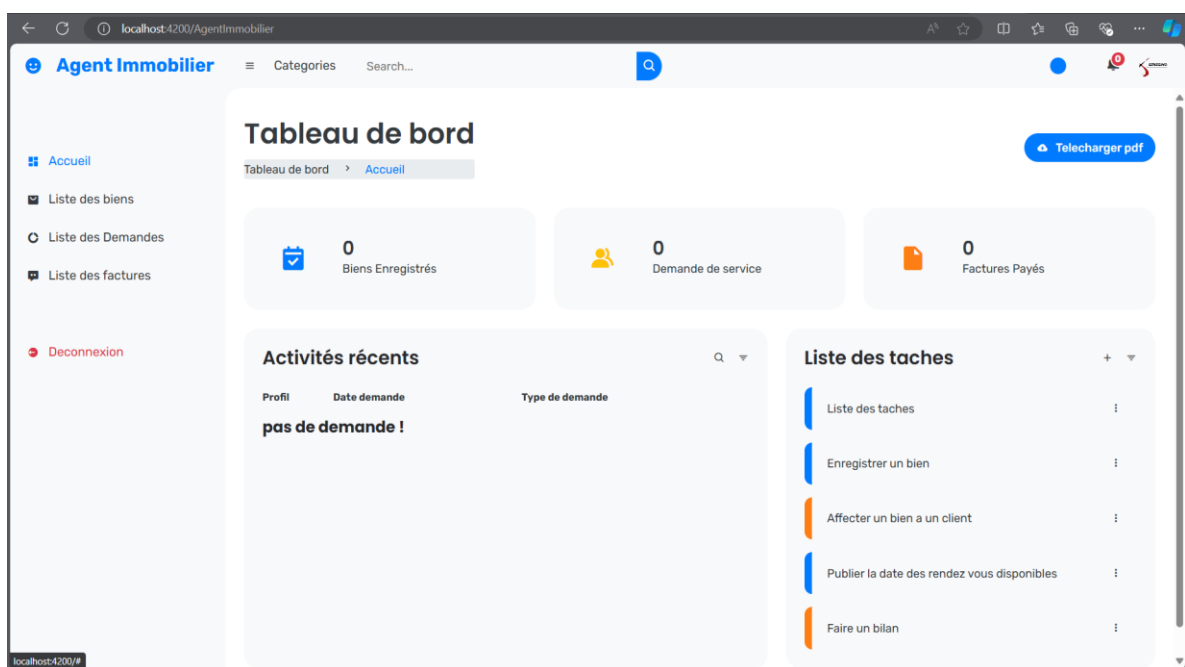 localhost:4200/AgentImmobilier
Agent Immobilier
Categories
Search...
0
Tableau de bord
Tableau de bord > Accueil
Telecharger pdf
Accueil
Liste des biens
Liste des Demandes
Liste des factures
Deconnexion
0
Biens Enregistrés
0
Demande de service
0
Factures Payés
Activités récents
Profil Date demande Type de demande
pas de demande !
Liste des taches
Liste des taches
Enregistrer un bien
Affecter un bien a un client
Publier la date des rendez vous disponibles
Faire un bilan
localhost:4200/#